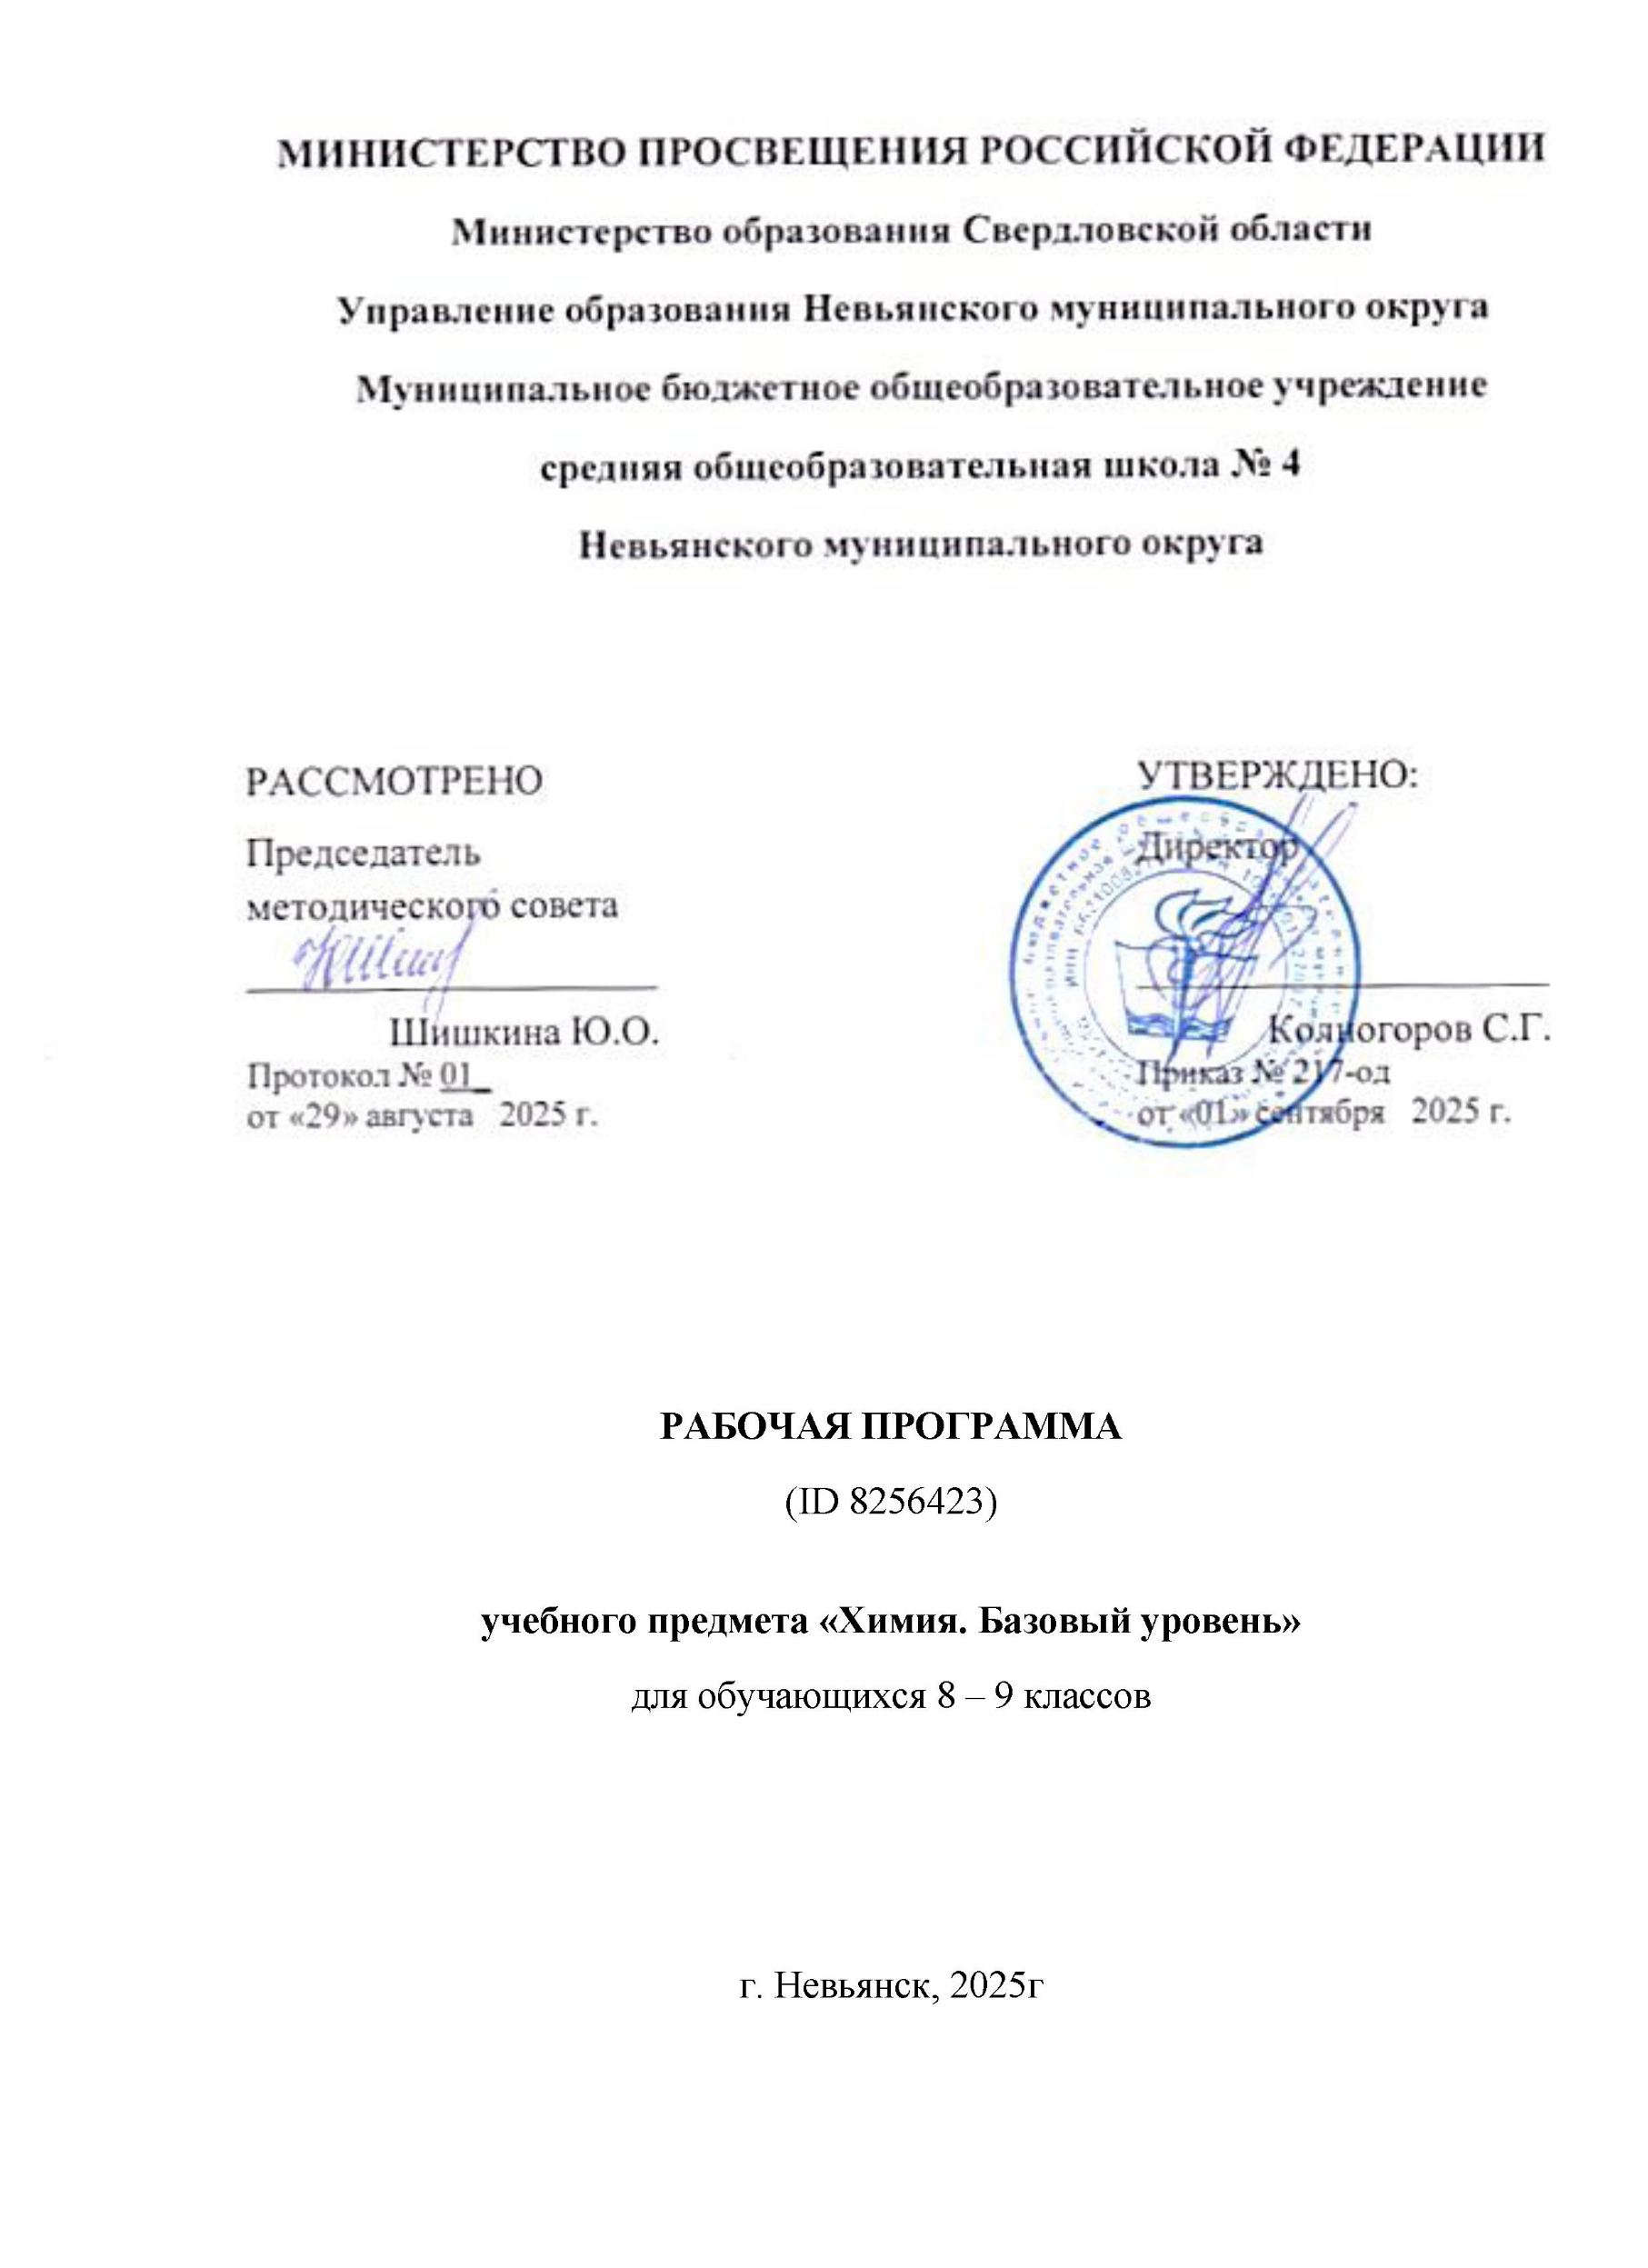 МИНИСТЕРСТВО ПРОСВЕЩЕНИЯ РОССИЙСКОЙ ФЕДЕРАЦИИ
Министерство образования Свердловской области
Управление образования Невьянского муниципального округа
Муниципальное бюджетное общеобразовательное учреждение
средняя общеобразовательная школа № 4
Невьянского муниципального округа
РАССМОТРЕНО
Председатель
методического совета
Шишкина Ю.О.
Протокол № 01_
от «29» августа 2025 г.
УТВЕРЖДЕНО:
Директор
Колногоров С.Г.
Приказ № 217-од
от «01» сентября 2025 г.
РАБОЧАЯ ПРОГРАММА
(ID 8256423)
учебного предмета «Химия. Базовый уровень»
для обучающихся 8 – 9 классов
г. Невьянск, 2025г